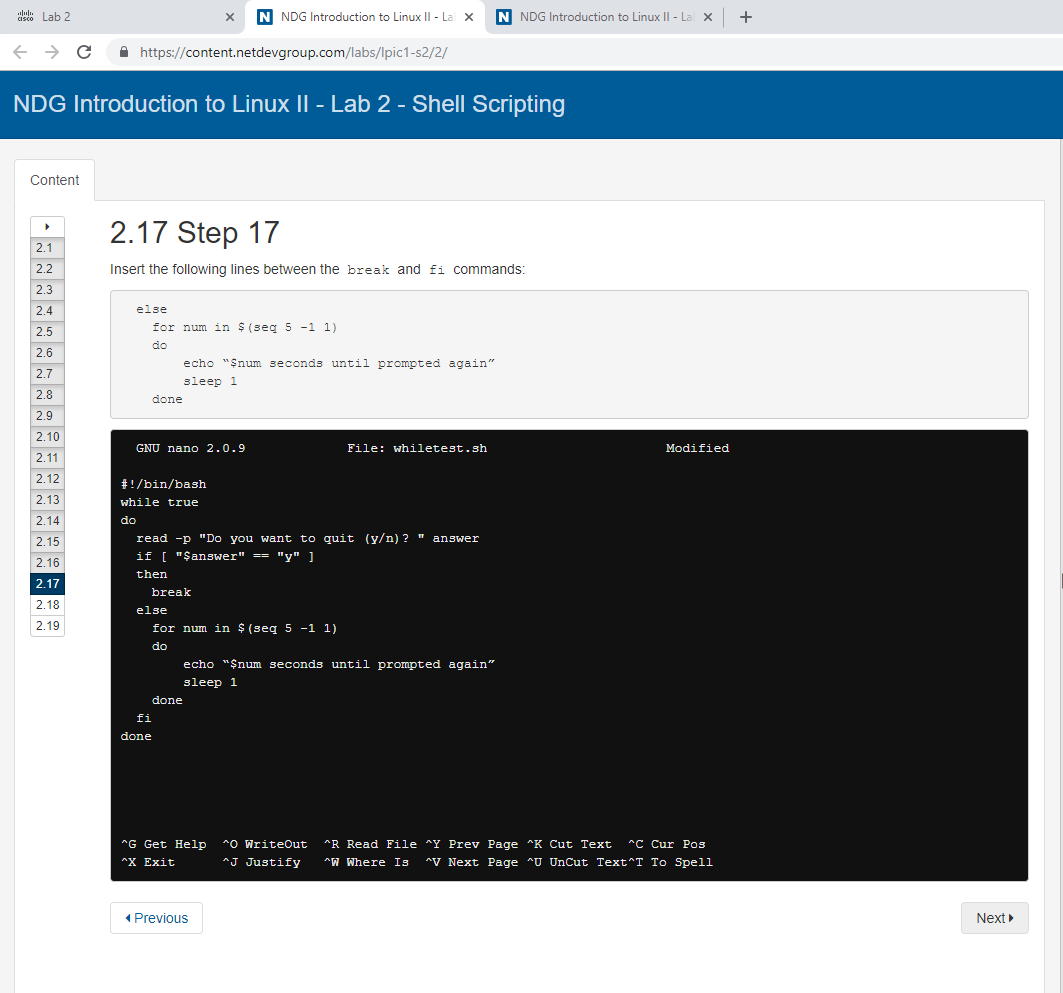 cisco Lab 2
NDG Introduction to Linux II - La
NDG Introduction to Linux II - La
https://content.netdevgroup.com/labs/lpic1-s2/2/
NDG Introduction to Linux II - Lab 2 - Shell Scripting
Content
2.1
2.2
2.3
2.4
2.5
2.6
2.7
2.8
2.9
2.10
2.11
2.12
2.13
2.14
2.15
2.16
2.17
2.18
2.19
2.17 Step 17
Insert the following lines between the break and fi commands:
else
for num in $(seq 5 -1 1)
do
echo “$num seconds until prompted again”
sleep 1
done
GNU nano 2.0.9 File: whiletest.sh Modified
#!/bin/bash
while true
do
read -p "Do you want to quit (y/n)? " answer
if [ "$answer" == "y" ]
then
break
else
for num in $(seq 5 -1 1)
do
echo “$num seconds until prompted again”
sleep 1
done
fi
done
^G Get Help ^O WriteOut ^R Read File ^Y Prev Page ^K Cut Text ^C Cur Pos
^X Exit ^J Justify ^W Where Is ^V Next Page ^U UnCut Text^T To Spell
Previous
Next